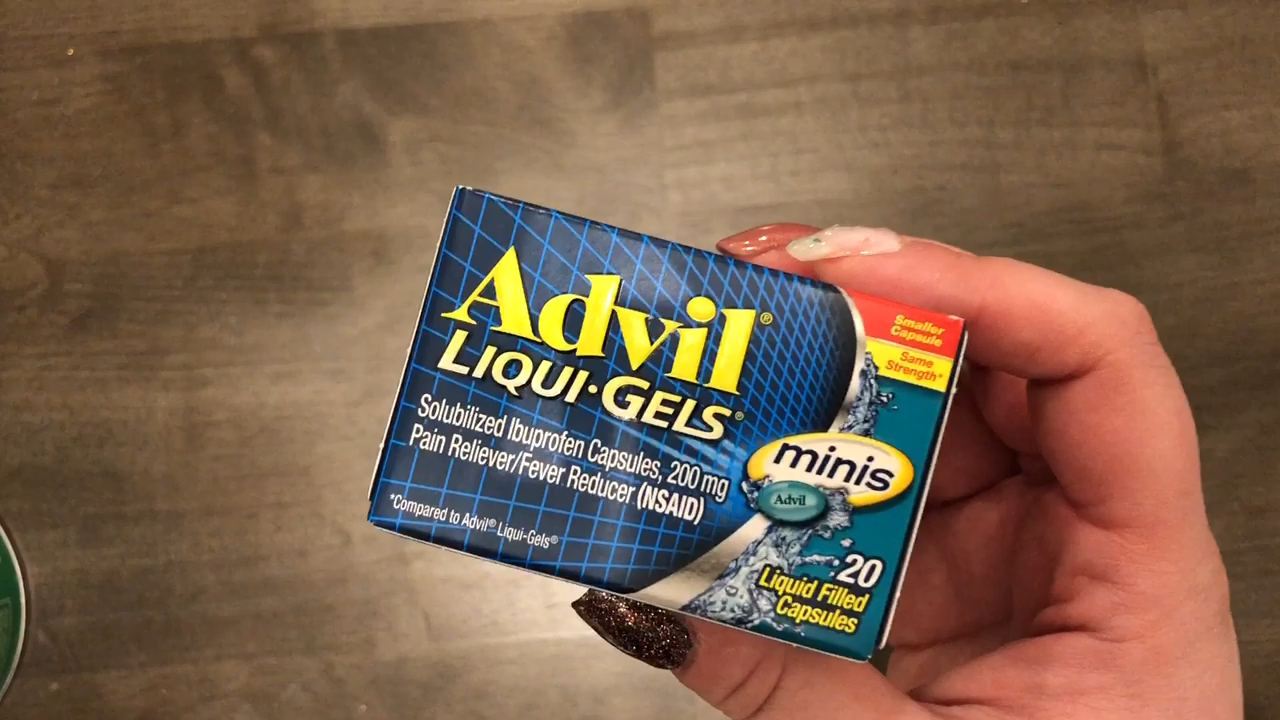 Advil®
LIQUI·GELS®
Solubilized Ibuprofen Capsules, 200 mg
Pain Reliever/Fever Reducer (NSAID)
*Compared to Advil® Liqui-Gels®
Smaller
Capsule
Same
Strength*
minis
Advil
20
Liquid Filled
Capsules